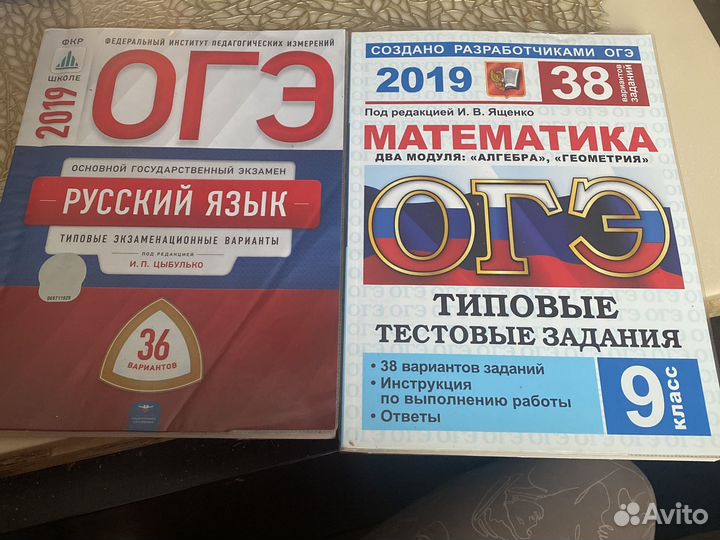 ФКР
ШКОЛЕ
2019
ФЕДЕРАЛЬНЫЙ ИНСТИТУТ ПЕДАГОГИЧЕСКИХ ИЗМЕРЕНИЙ
ОГЭ
ОСНОВНОЙ ГОСУДАРСТВЕННЫЙ ЭКЗАМЕН
РУССКИЙ ЯЗЫК
ТИПОВЫЕ ЭКЗАМЕНАЦИОННЫЕ ВАРИАНТЫ
ПОД РЕДАКЦИЕЙ
И. П. ЦЫБУЛЬКО
36
ВАРИАНТОВ
СОЗДАНО РАЗРАБОТЧИКАМИ ОГЭ
2019
38
вариантов
заданий
Под редакцией И. В. Ященко
МАТЕМАТИКА
ДВА МОДУЛЯ: «АЛГЕБРА», «ГЕОМЕТРИЯ»
ОГЭ
ТИПОВЫЕ
ТЕСТОВЫЕ ЗАДАНИЯ
• 38 вариантов заданий
• Инструкция
по выполнению работы
• Ответы
9
класс
Avito